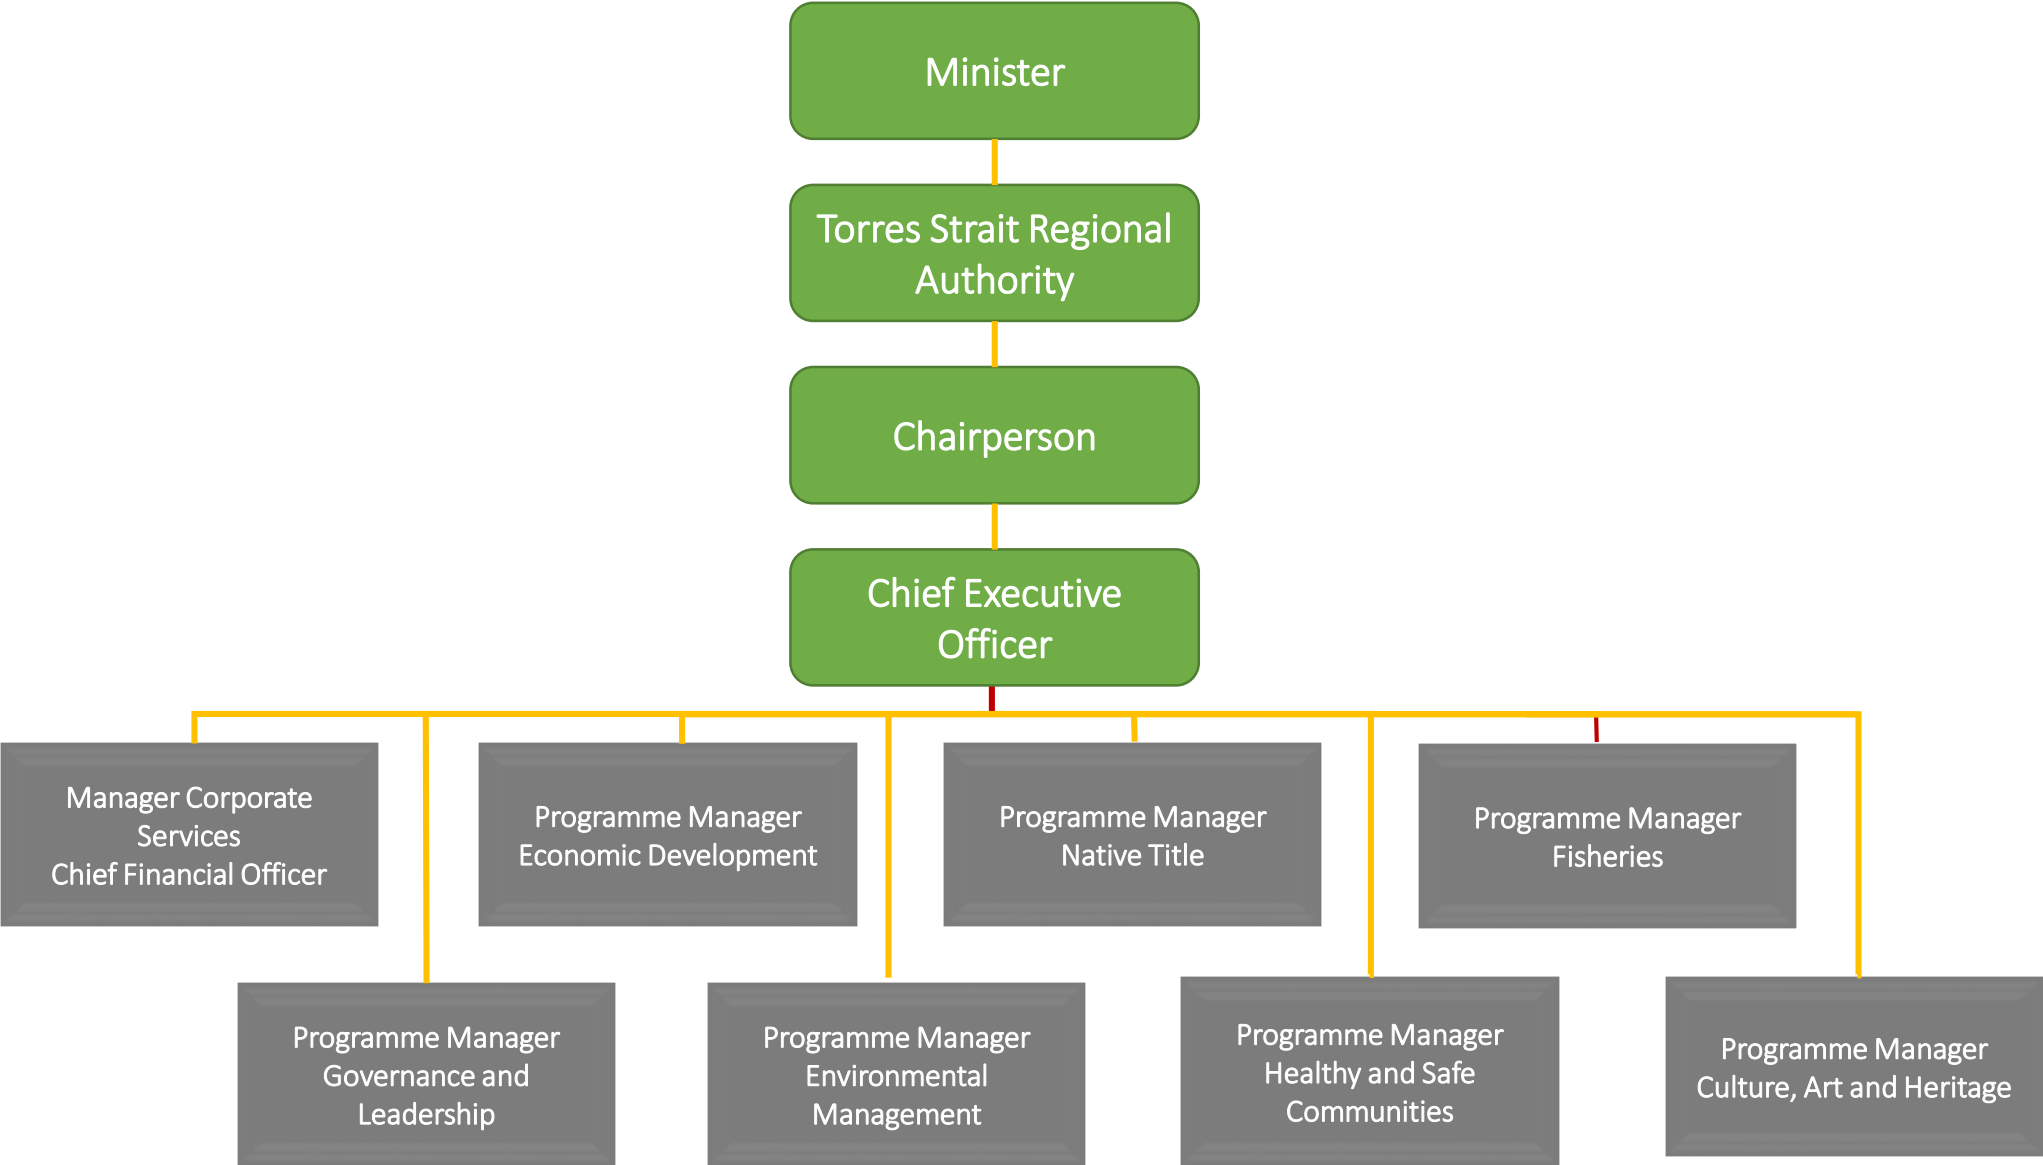 Minister
Torres Strait Regional
Authority
Chairperson
Chief Executive
Officer
Manager Corporate
Services
Chief Financial Officer
Programme Manager
Economic Development
Programme Manager
Native Title
Programme Manager
Fisheries
Programme Manager
Governance and
Leadership
Programme Manager
Environmental
Management
Programme Manager
Healthy and Safe
Communities
Programme Manager
Culture, Art and Heritage